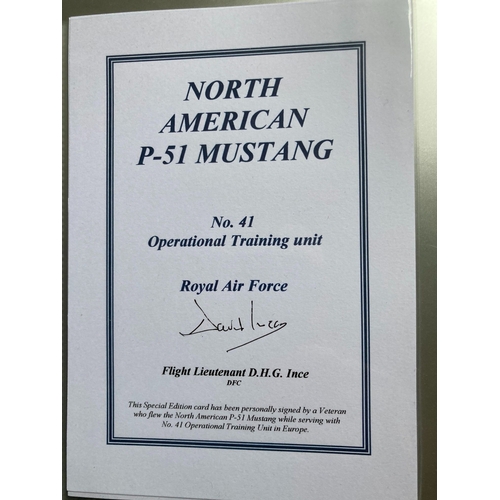 NORTH
AMERICAN
P-51 MUSTANG
No. 41
Operational Training unit
Royal Air Force
David Ince
Flight Lieutenant D.H.G. Ince
DFC
This Special Edition card has been personally signed by a Veteran
who flew the North American P-51 Mustang while serving with
No. 41 Operational Training Unit in Europe.